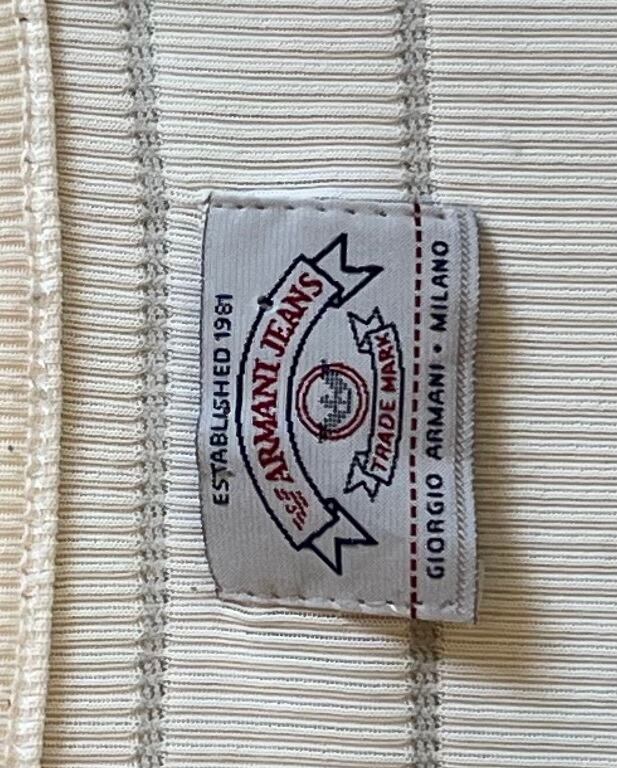 ESTABLISHED 1981
ARMANI JEANS
TRADE MARK
GIORGIO ARMANI • MILANO